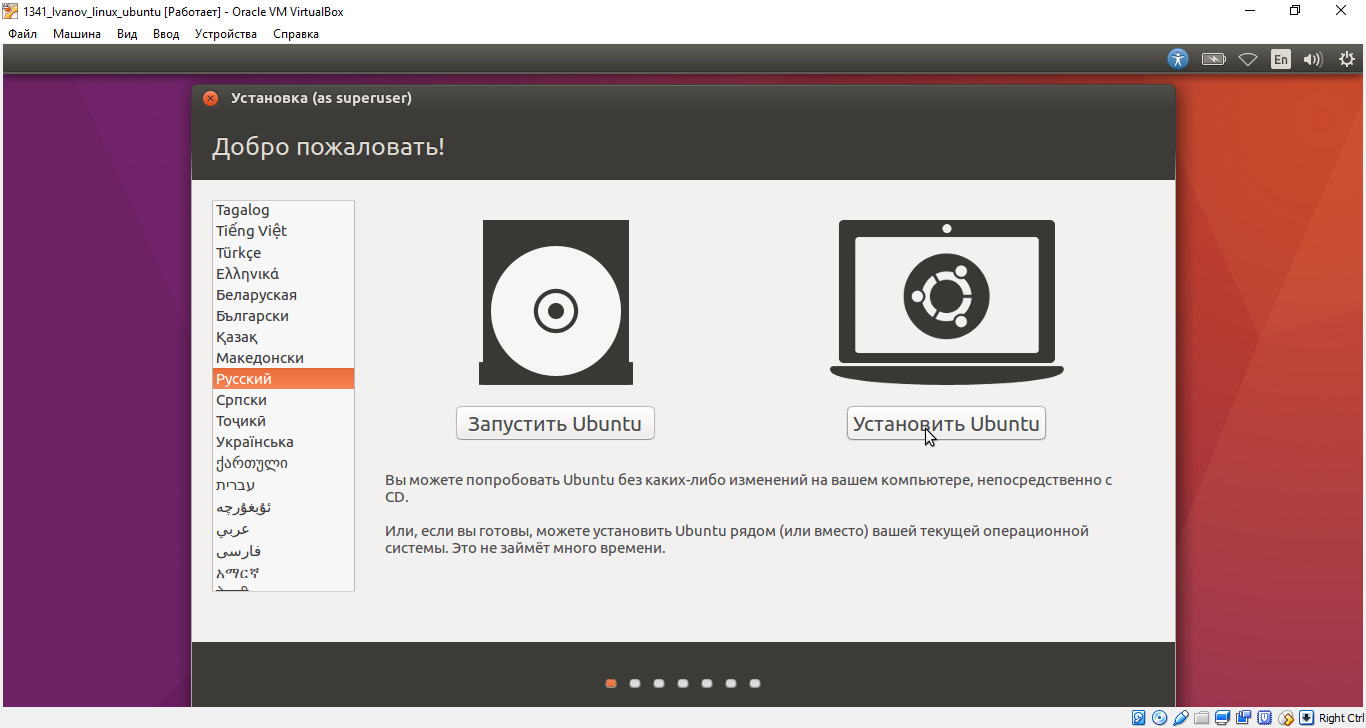 1341_Ivanov_linux_ubuntu [Работает] - Oracle VM VirtualBox
Файл Машина Вид Ввод Устройства Справка
En
Установка (as superuser)
Добро пожаловать!
Tagalog
Tiếng Việt
Türkçe
Ελληνικά
Беларуская
Български
Қазақ
Македонски
Русский
Српски
Тоҷикӣ
Українська
ქართული
עברית
ئۇيغۇرچە
عربي
فارسی
አማርኛ
Запустить Ubuntu
Установить Ubuntu
Вы можете попробовать Ubuntu без каких-либо изменений на вашем компьютере, непосредственно с
CD.
Или, если вы готовы, можете установить Ubuntu рядом (или вместо) вашей текущей операционной
системы. Это не займёт много времени.
Right Ctrl